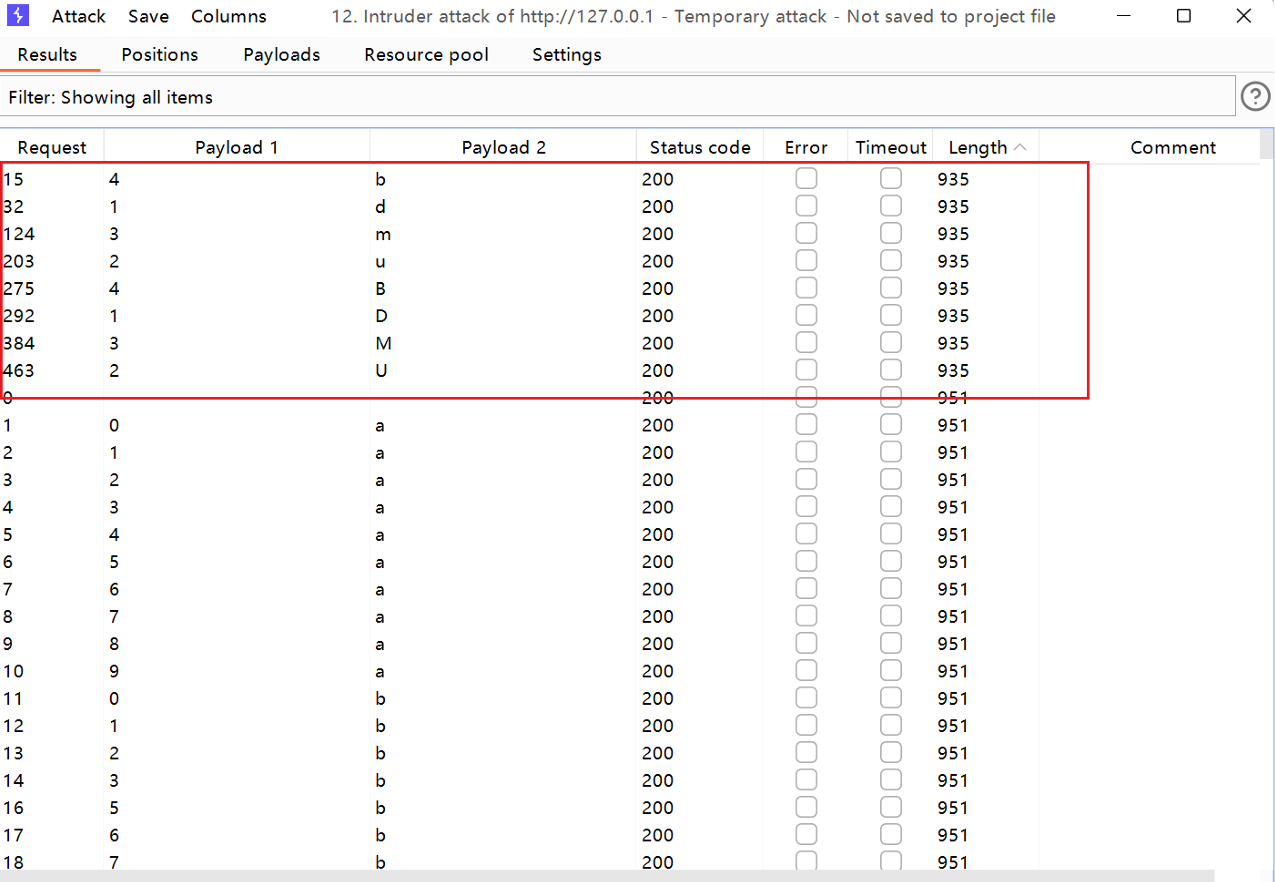 Attack Save Columns 12. Intruder attack of http://127.0.0.1 - Temporary attack - Not saved to project file
Results Positions Payloads Resource pool Settings
Filter: Showing all items ?
Request Payload 1 Payload 2 Status code Error Timeout Length Comment
15 4 b 200 935
32 1 d 200 935
124 3 m 200 935
203 2 u 200 935
275 4 B 200 935
292 1 D 200 935
384 3 M 200 935
463 2 U 200 935
0 200 951
1 0 a 200 951
2 1 a 200 951
3 2 a 200 951
4 3 a 200 951
5 4 a 200 951
6 5 a 200 951
7 6 a 200 951
8 7 a 200 951
9 8 a 200 951
10 9 a 200 951
11 0 b 200 951
12 1 b 200 951
13 2 b 200 951
14 3 b 200 951
16 5 b 200 951
17 6 b 200 951
18 7 b 200 951